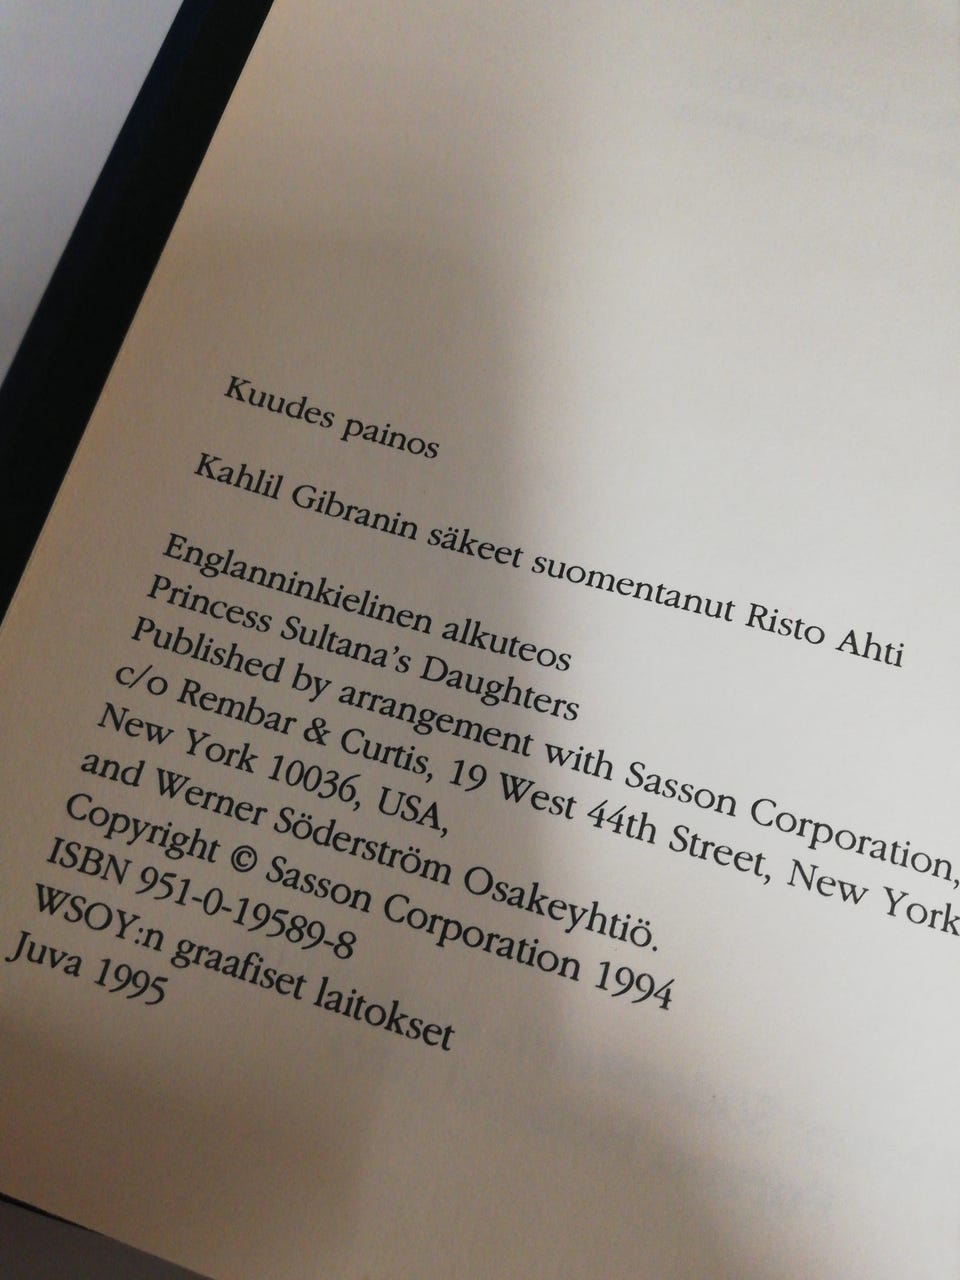 Kuudes painos
Kahlil Gibranin säkeet suomentanut Risto Ahti
Englanninkielinen alkuteos
Princess Sultana's Daughters
Published by arrangement with Sasson Corporation,
c/o Rembar & Curtis, 19 West 44th Street, New York
New York 10036, USA,
and Werner Söderström Osakeyhtiö.
Copyright © Sasson Corporation 1994
ISBN 951-0-19589-8
WSOY:n graafiset laitokset
Juva 1995